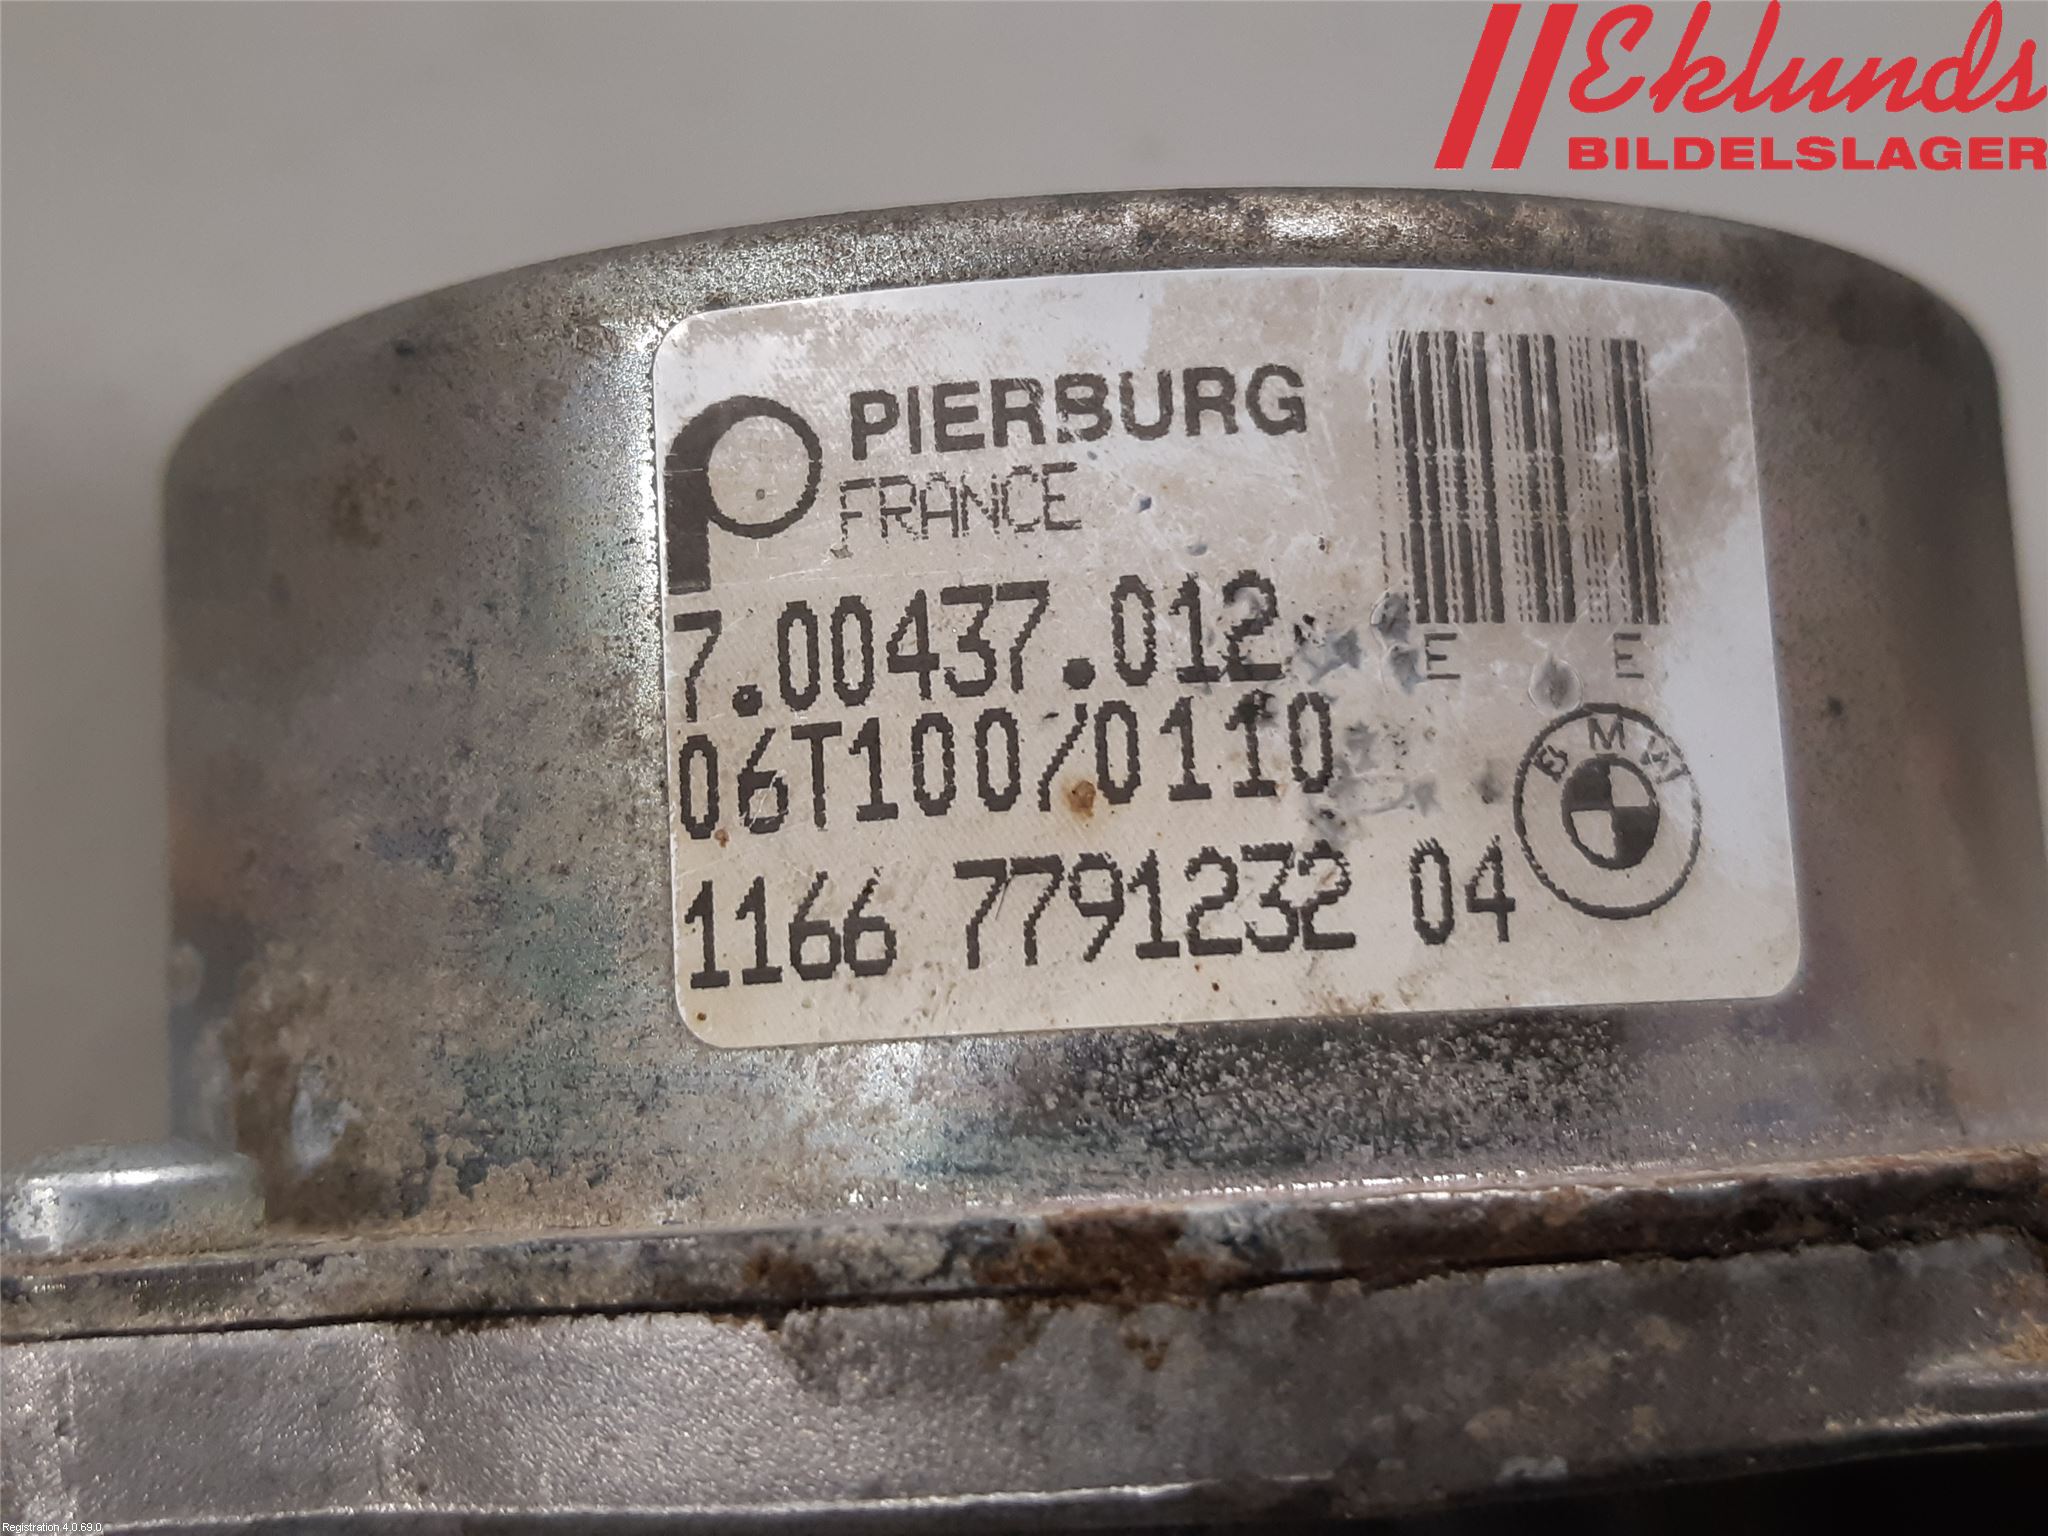 Eklunds
BILDELSLAGER
PIERBURG
FRANCE
7.00437.012
E E
06T100/0110
BMW
1166 7791232 04
Registration 4.0.69.0